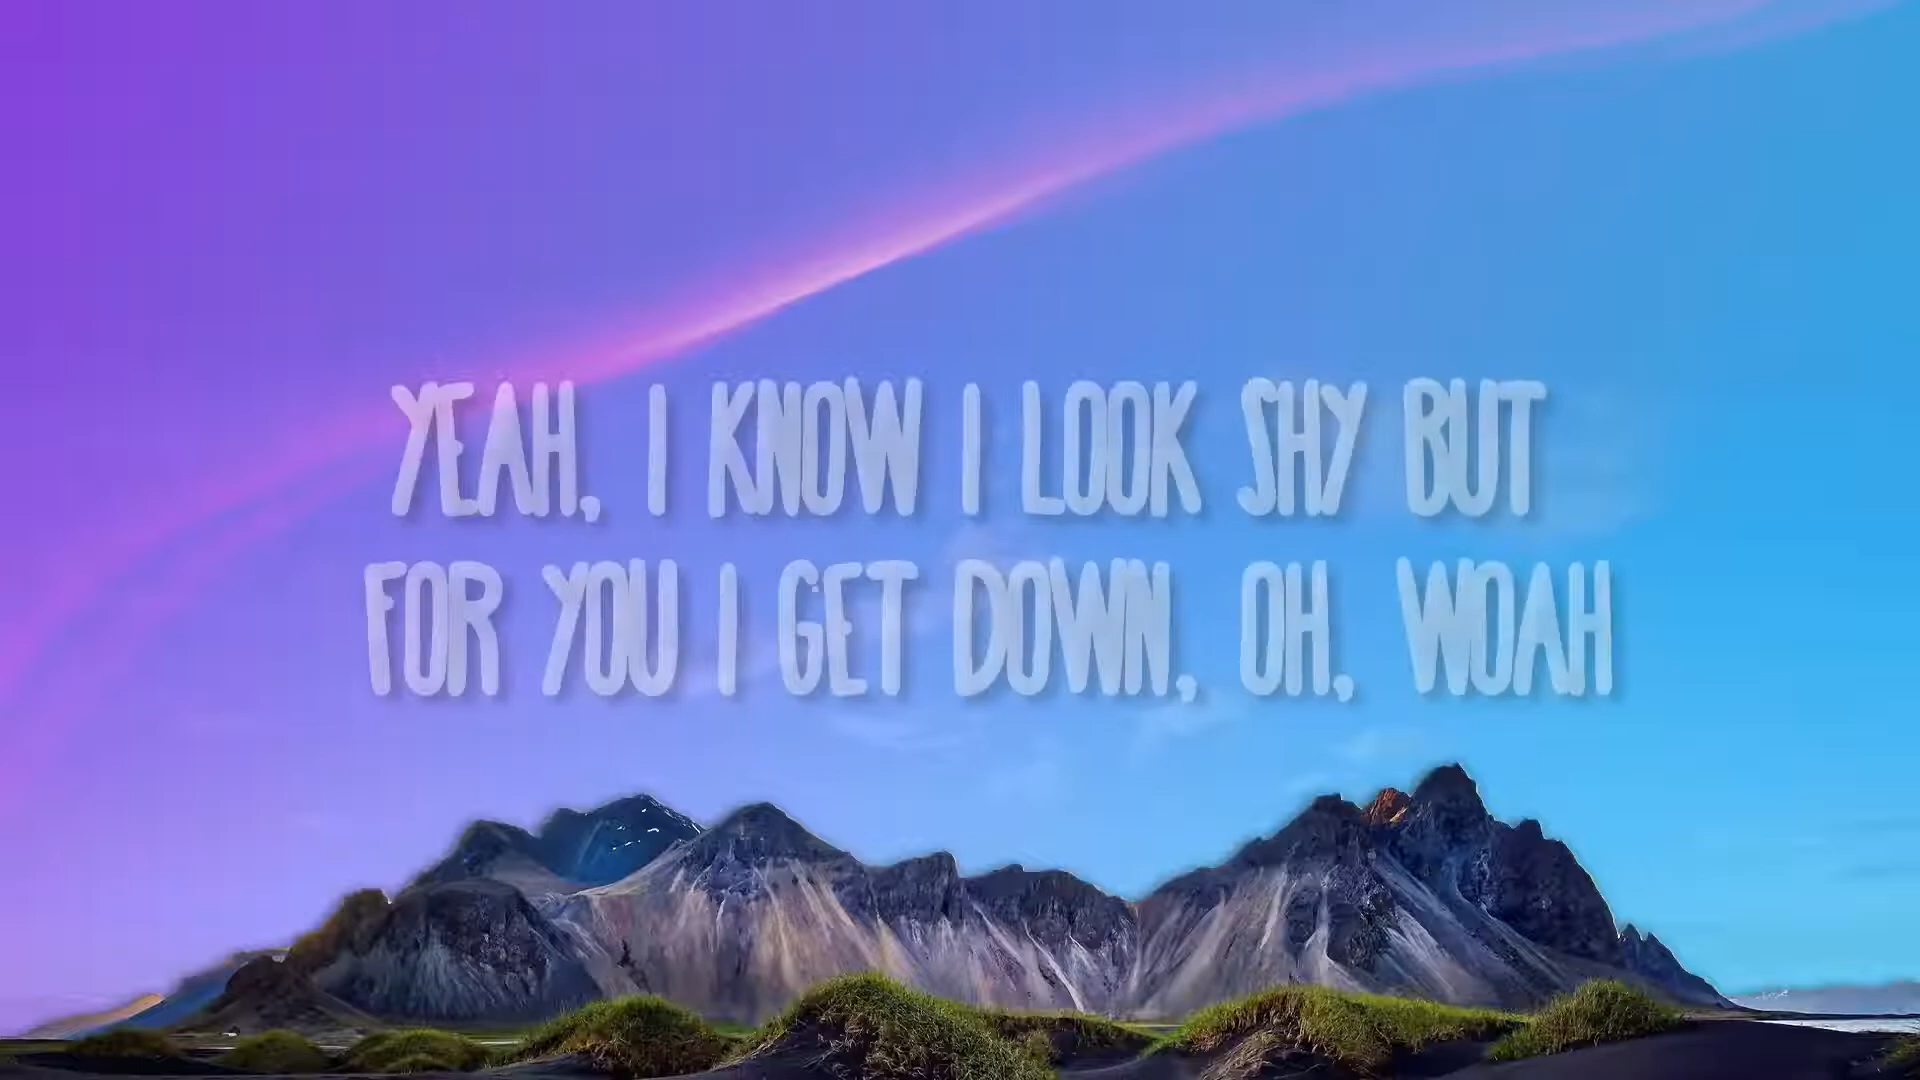 YEAH, I KNOW I LOOK SHY BUT
FOR YOU I GET DOWN, OH, WOAH